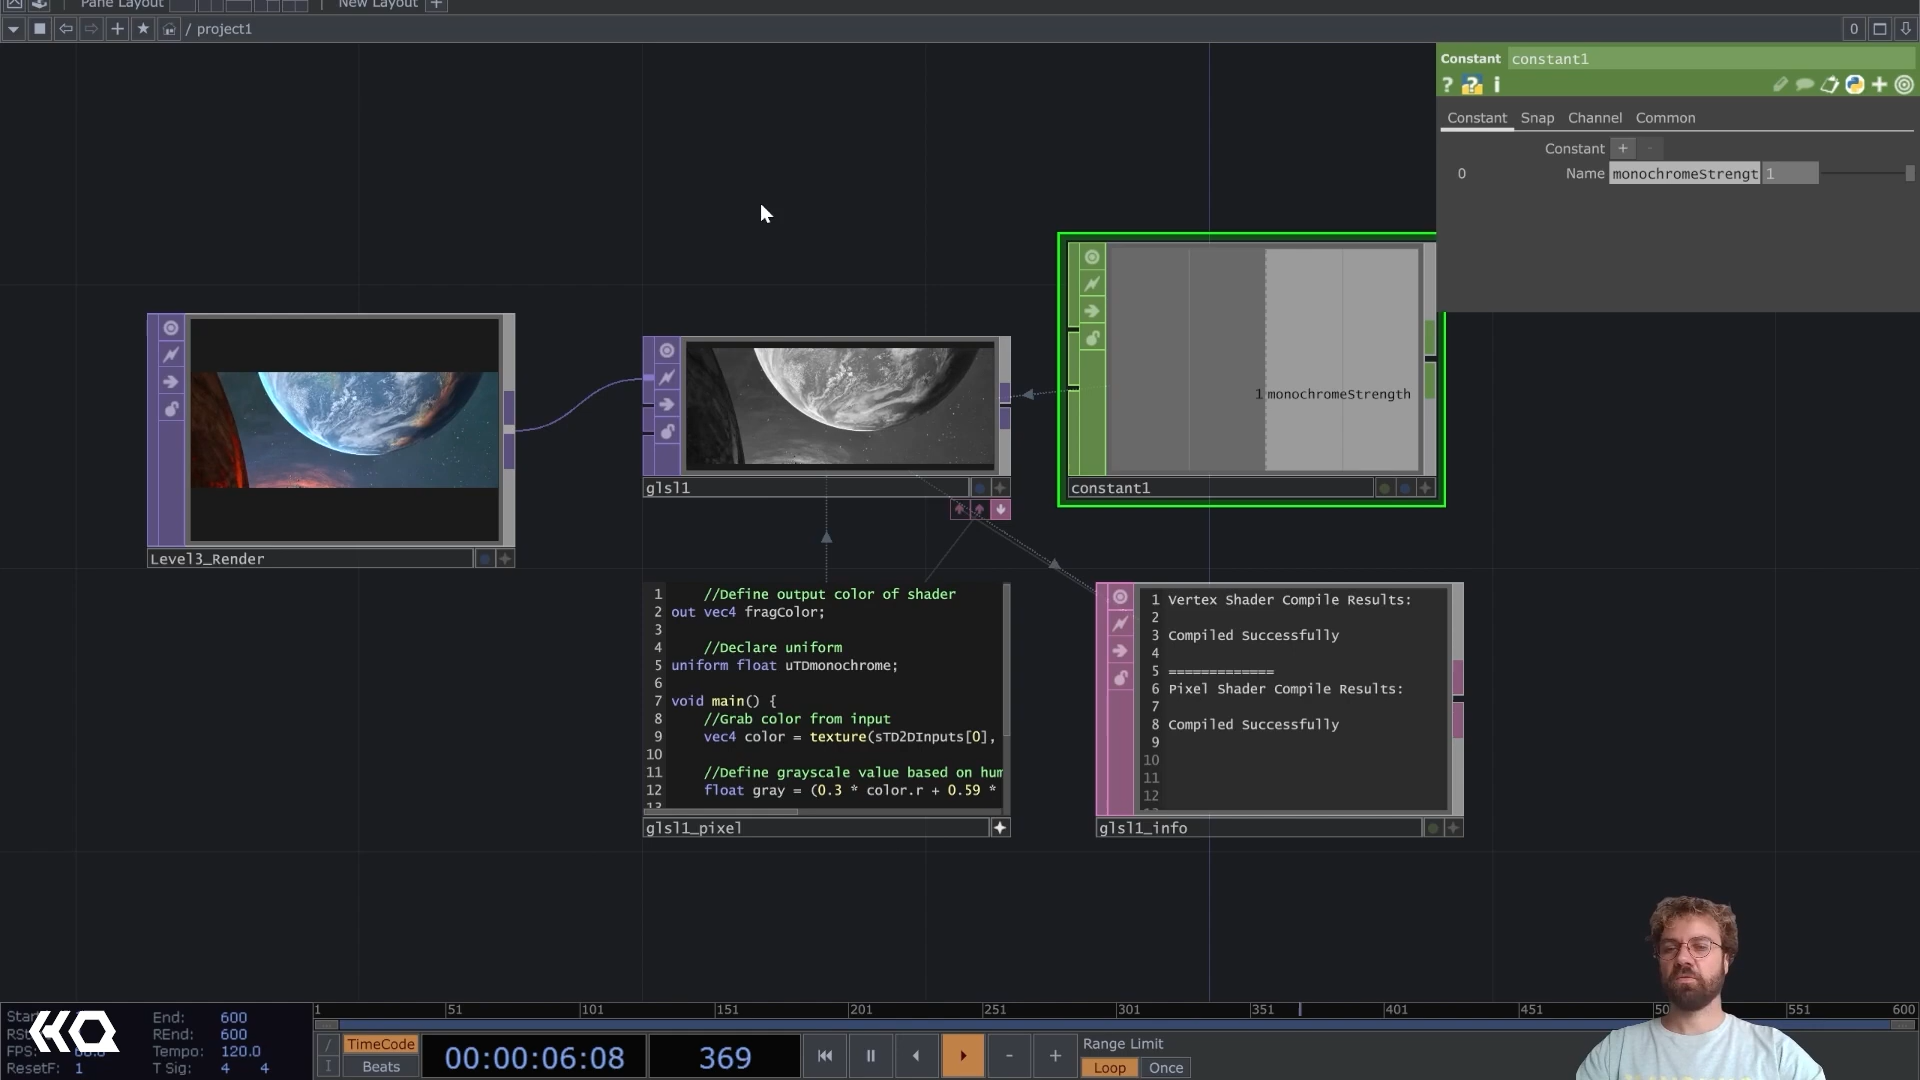 Pane Layout
New Layout +
/ project1
0
Constant constant1
Constant Snap Channel Common
Constant + -
0 Name monochromeStrengt 1
1 monochromeStrength
constant1
glsl1
Level3_Render
1 //Define output color of shader
2 out vec4 fragColor;
3
4 //Declare uniform
5 uniform float uTDmonochrome;
6
7 void main() {
8 //Grab color from input
9 vec4 color = texture(sTD2DInputs[0],
10
11 //Define grayscale value based on hum
12 float gray = (0.3 * color.r + 0.59 *
13
glsl1_pixel
1 Vertex Shader Compile Results:
2
3 Compiled Successfully
4
5 =============
6 Pixel Shader Compile Results:
7
8 Compiled Successfully
9
10
11
12
glsl1_info
1 51 101 151 201 251 301 351 401 451 551 600
End: 600
REnd: 600
FPS: Tempo: 120.0
ResetF: 1 T Sig: 4 4
HQ
TimeCode
Beats
00:00:06:08
369
Range Limit
Loop Once